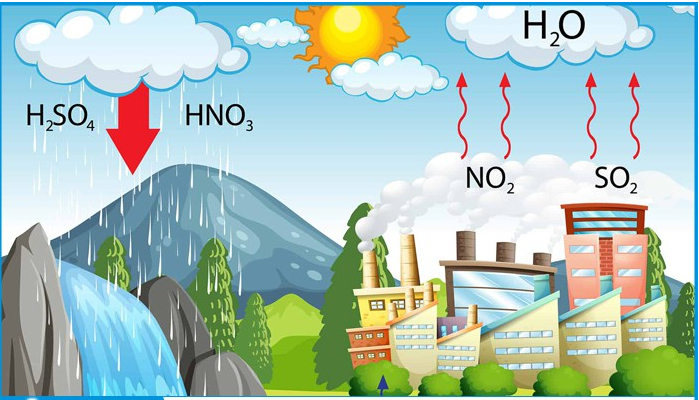 H₂O
H₂SO₄
HNO₃
NO₂
SO₂